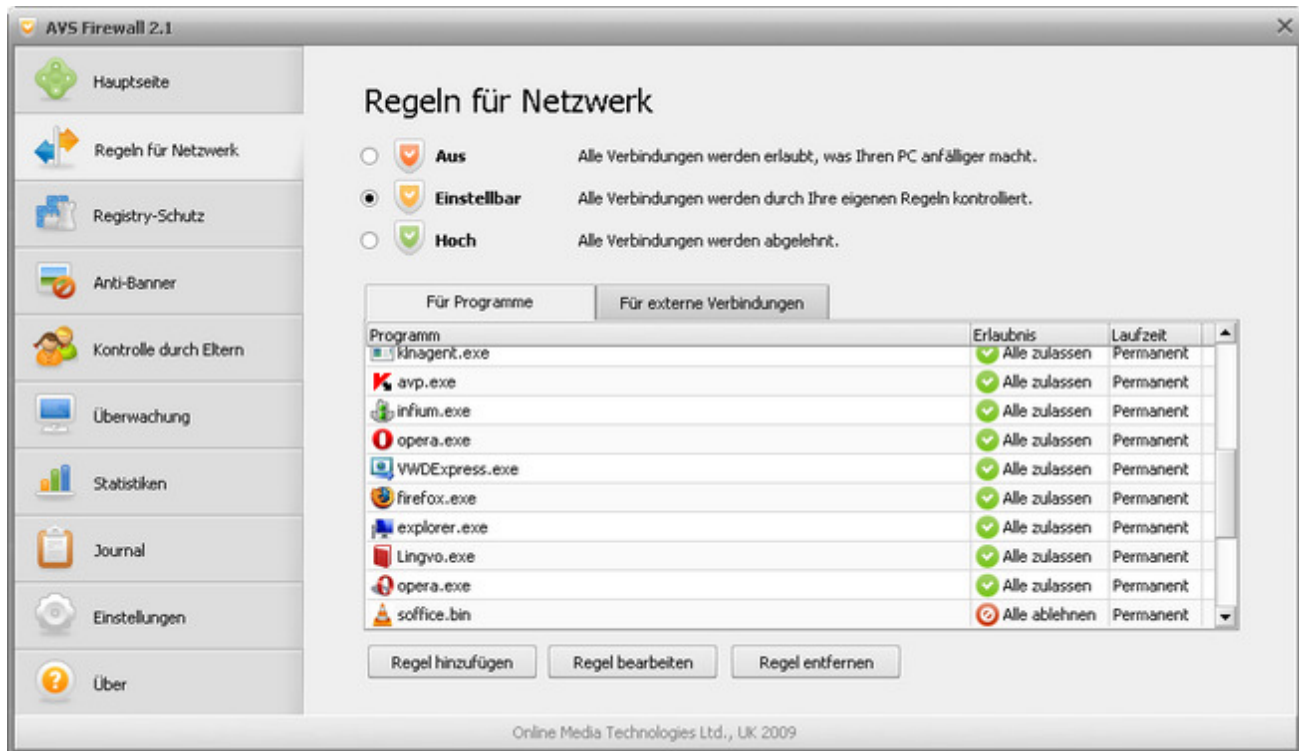 AVS Firewall 2.1
Hauptseite
Regeln für Netzwerk
Registry-Schutz
Anti-Banner
Kontrolle durch Eltern
Überwachung
Statistiken
Journal
Einstellungen
Über
Regeln für Netzwerk
Aus Alle Verbindungen werden erlaubt, was Ihren PC anfälliger macht.
Einstellbar Alle Verbindungen werden durch Ihre eigenen Regeln kontrolliert.
Hoch Alle Verbindungen werden abgelehnt.
Für Programme Für externe Verbindungen
Programm Erlaubnis Laufzeit
klnagent.exe Alle zulassen Permanent
avp.exe Alle zulassen Permanent
infium.exe Alle zulassen Permanent
opera.exe Alle zulassen Permanent
VWDExpress.exe Alle zulassen Permanent
firefox.exe Alle zulassen Permanent
explorer.exe Alle zulassen Permanent
Lingvo.exe Alle zulassen Permanent
opera.exe Alle zulassen Permanent
soffice.bin Alle ablehnen Permanent
Regel hinzufügen Regel bearbeiten Regel entfernen
Online Media Technologies Ltd., UK 2009